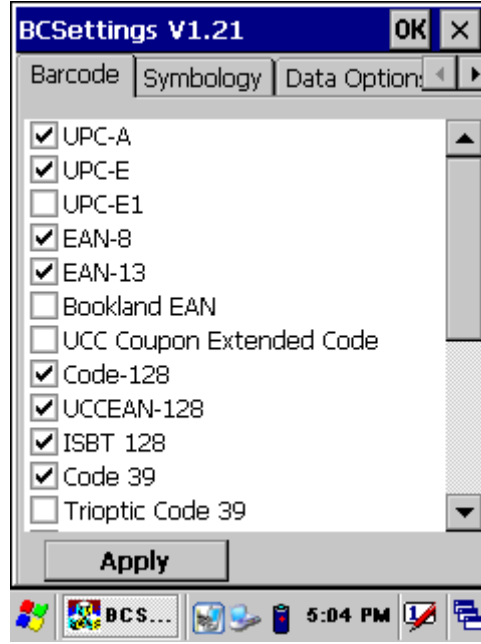 BCSettings V1.21 OK
Barcode Symbology Data Option
UPC-A
UPC-E
UPC-E1
EAN-8
EAN-13
Bookland EAN
UCC Coupon Extended Code
Code-128
UCCEAN-128
ISBT 128
Code 39
Trioptic Code 39
Apply
BCS... 5:04 PM